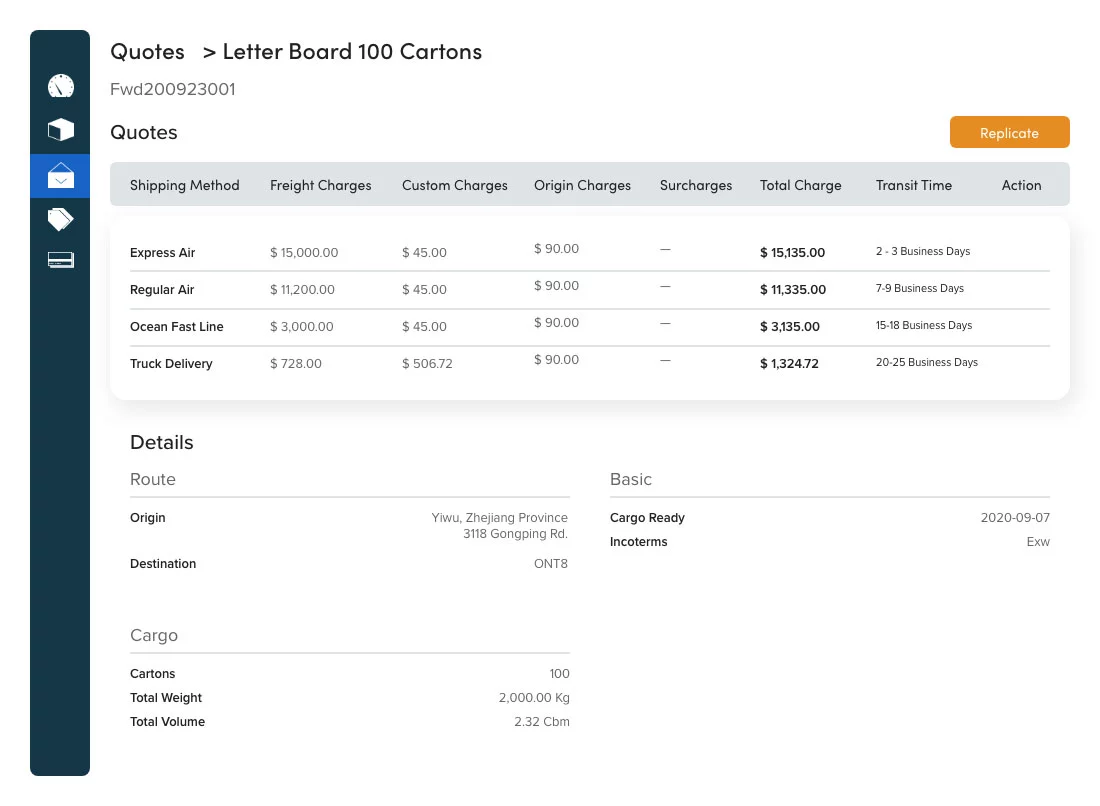 Quotes > Letter Board 100 Cartons
Fwd200923001
Quotes
Replicate
Shipping Method Freight Charges Custom Charges Origin Charges Surcharges Total Charge Transit Time Action
Express Air $ 15,000.00 $ 45.00 $ 90.00 — $ 15,135.00 2 - 3 Business Days
Regular Air $ 11,200.00 $ 45.00 $ 90.00 — $ 11,335.00 7-9 Business Days
Ocean Fast Line $ 3,000.00 $ 45.00 $ 90.00 — $ 3,135.00 15-18 Business Days
Truck Delivery $ 728.00 $ 506.72 $ 90.00 — $ 1,324.72 20-25 Business Days
Details
Route
Origin Yiwu, Zhejiang Province
3118 Gongping Rd.
Destination ONT8
Basic
Cargo Ready 2020-09-07
Incoterms Exw
Cargo
Cartons 100
Total Weight 2,000.00 Kg
Total Volume 2.32 Cbm